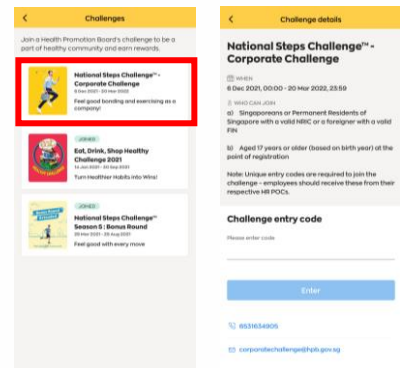 Challenges
Join a Health Promotion Board's challenge to be a
part of healthy community and earn rewards.
National Steps Challenge™ -
Corporate Challenge
6 Dec 2021 - 20 Mar 2022
Feel good bonding and exercising as a
company!
JOINED
Eat, Drink, Shop Healthy
Challenge 2021
Turn Healthier Habits into Wins!
JOINED
National Steps Challenge™
Season 5 : Bonus Round
28 Mar 2021 - 28 Aug 2021
Feel good with every move
Challenge details
National Steps Challenge™ -
Corporate Challenge
WHEN
6 Dec 2021, 00:00 - 20 Mar 2022, 23:59
WHO CAN JOIN
a) Singaporeans or Permanent Residents of
Singapore with a valid NRIC or a foreigner with a valid
FIN
b) Aged 17 years or older (based on birth year) at the
point of registration
Note: Unique entry codes are required to join the
challenge - employees should receive these from their
respective HR POCs.
Challenge entry code
Please enter code
Enter
6531634905
corporatechallenge@hpb.gov.sg